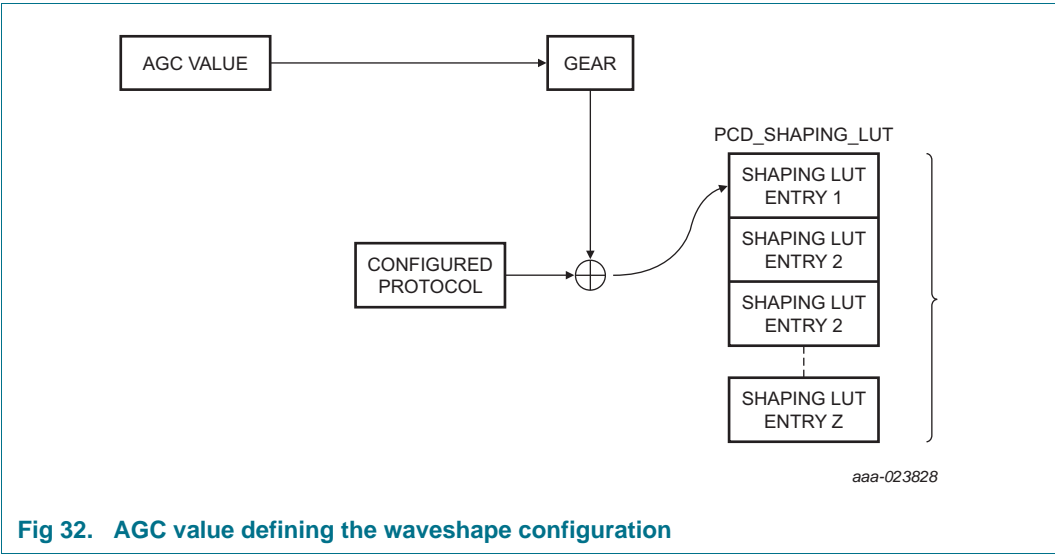 AGC VALUE
GEAR
PCD_SHAPING_LUT
SHAPING LUT
ENTRY 1
SHAPING LUT
ENTRY 2
SHAPING LUT
ENTRY 2
SHAPING LUT
ENTRY Z
CONFIGURED
PROTOCOL
aaa-023828
Fig 32. AGC value defining the waveshape configuration